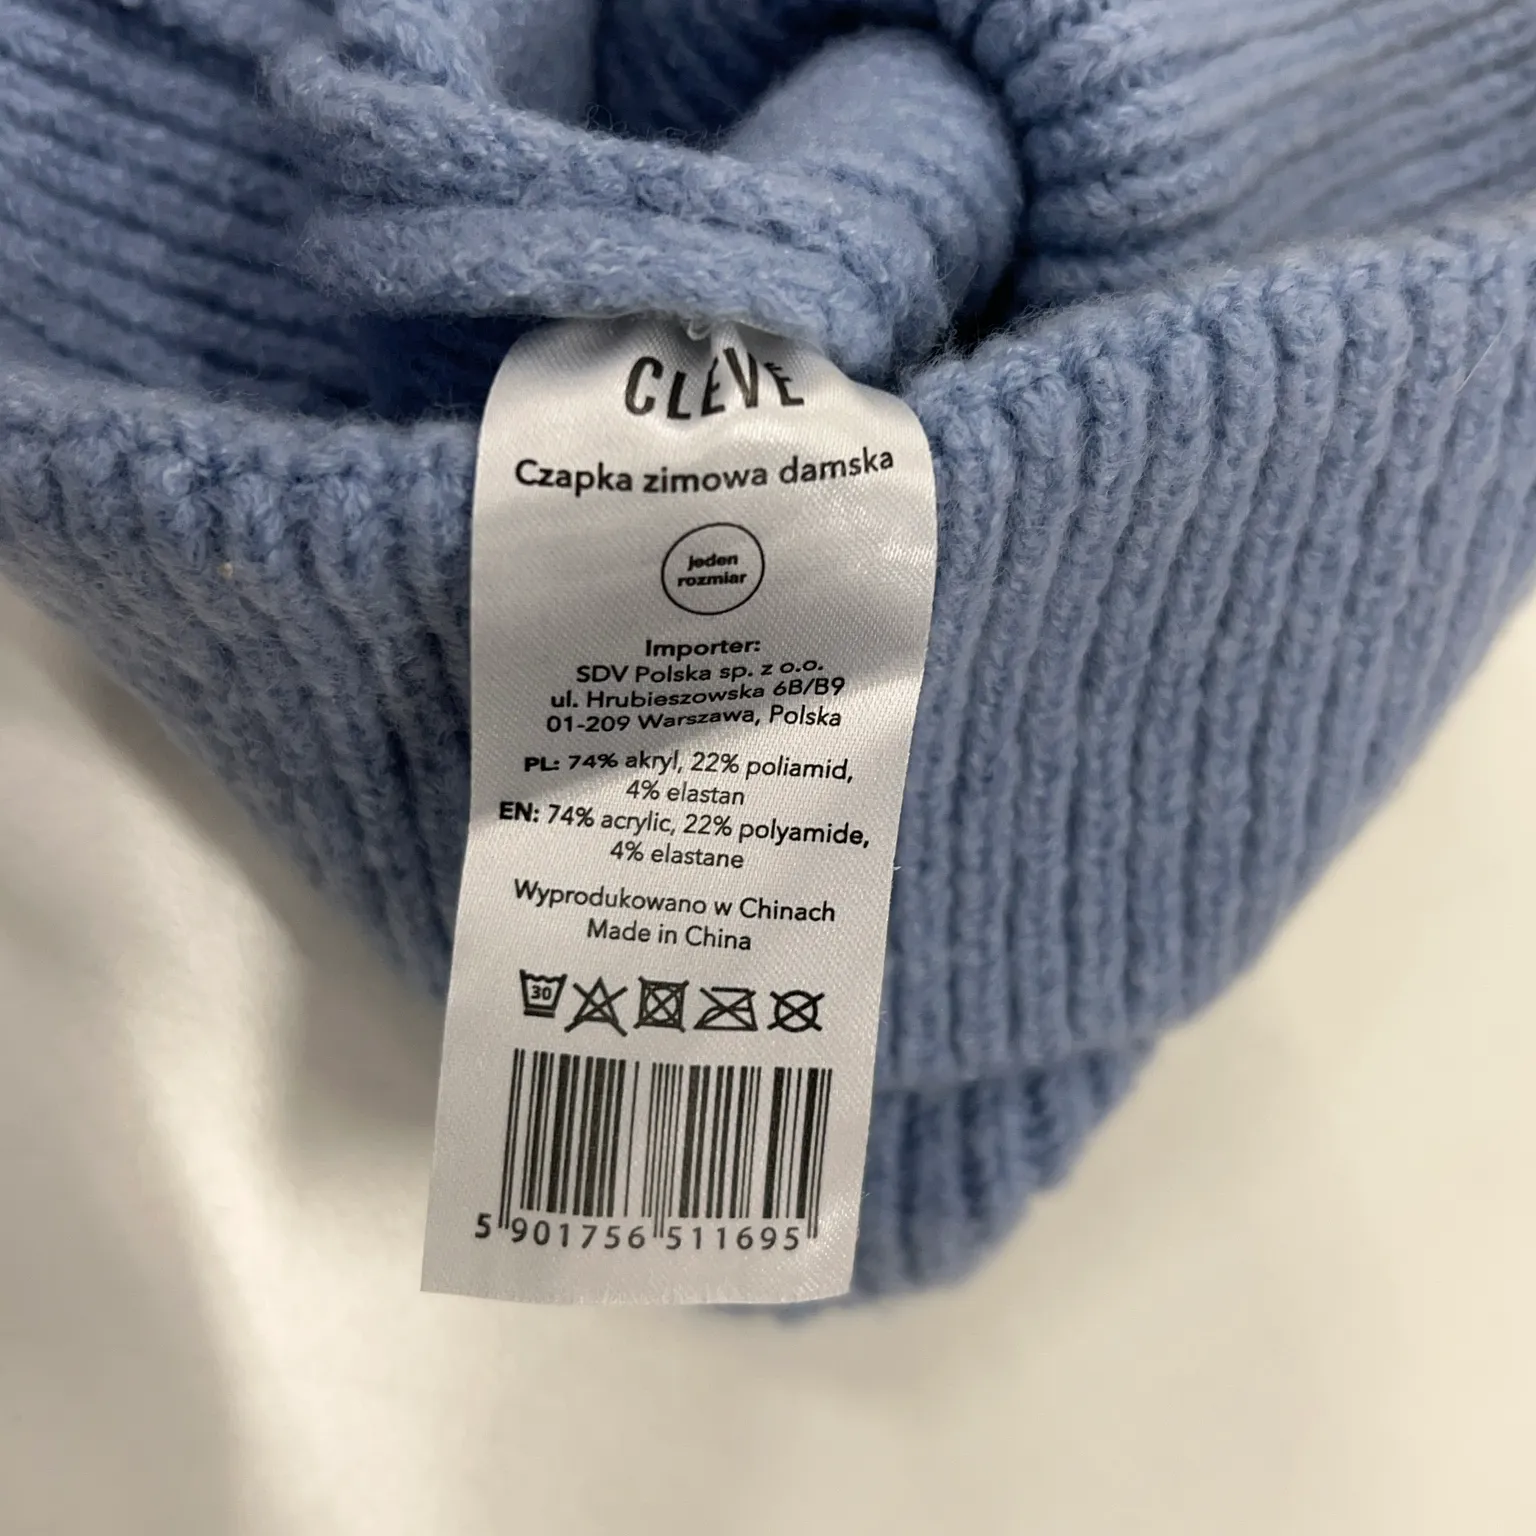 CLEVE
Czapka zimowa damska
jeden
rozmiar
Importer:
SDV Polska sp. z o.o.
ul. Hrubieszowska 6B/B9
01-209 Warszawa, Polska
PL: 74% akryl, 22% poliamid,
4% elastan
EN: 74% acrylic, 22% polyamide,
4% elastane
Wyprodukowano w Chinach
Made in China
30
5 901756 511695